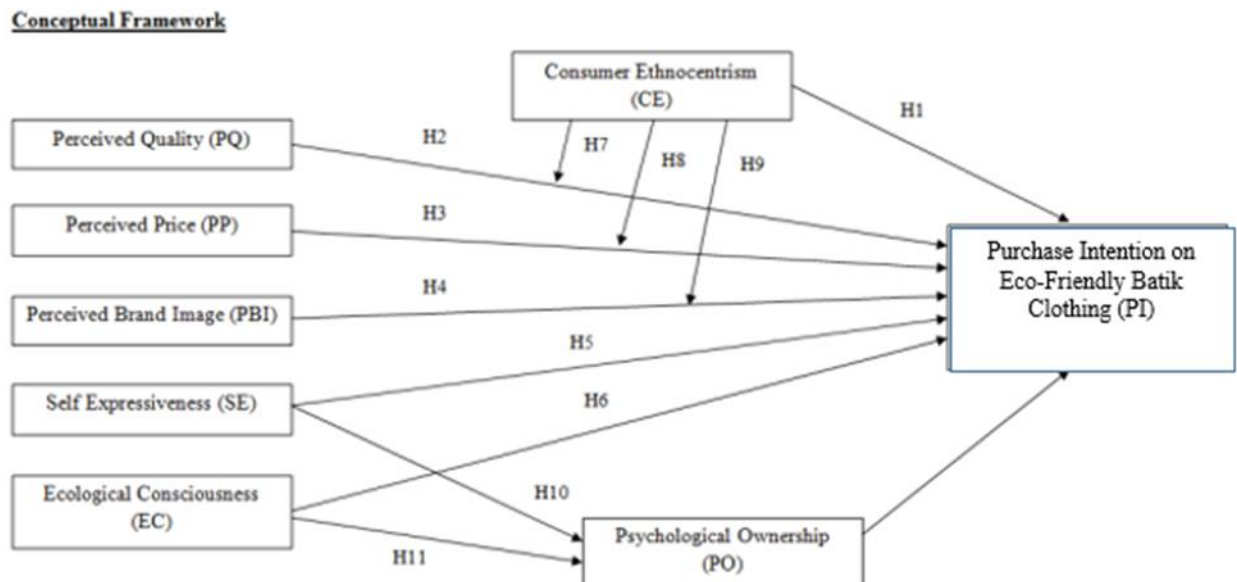 Conceptual Framework
Consumer Ethnocentrism
(CE)
H1
Perceived Quality (PQ)
H2
H7
H8
H9
Perceived Price (PP)
H3
Purchase Intention on
Eco-Friendly Batik
Clothing (PI)
Perceived Brand Image (PBI)
H4
H5
Self Expressiveness (SE)
H6
Ecological Consciousness
(EC)
H10
H11
Psychological Ownership
(PO)